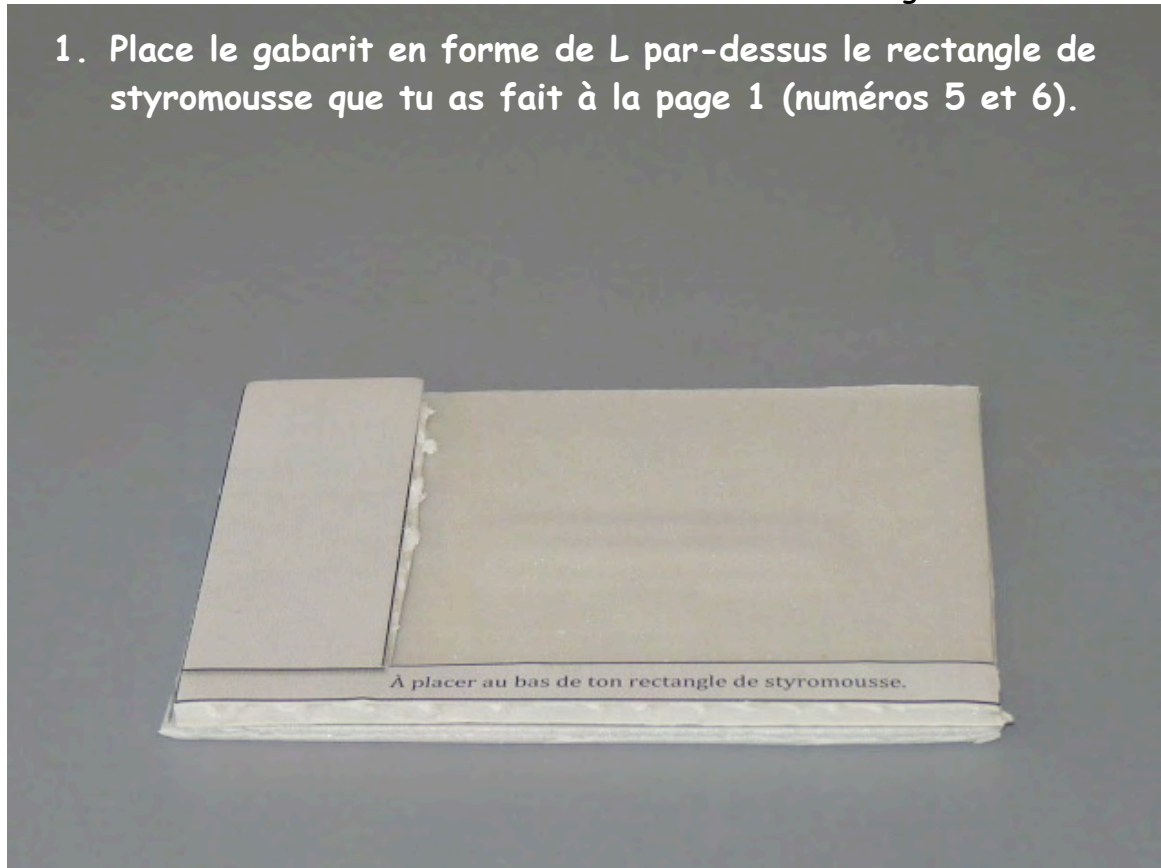 1. Place le gabarit en forme de L par-dessus le rectangle de
styromousse que tu as fait à la page 1 (numéros 5 et 6).
À placer au bas de ton rectangle de styromousse.